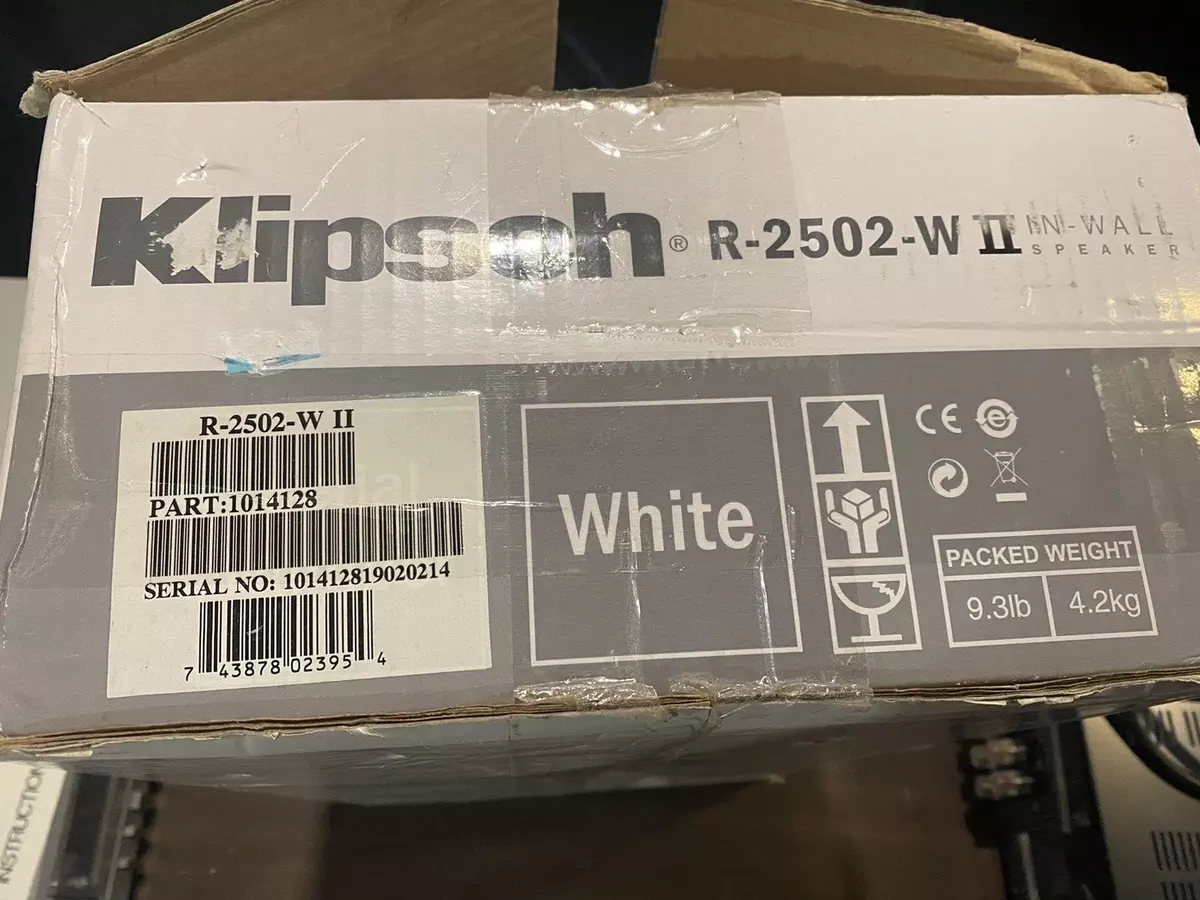 Klipsch® R-2502-W II IN-WALL
SPEAKER
R-2502-W II
PART:1014128
SERIAL NO: 101412819020214
7 43878 02395 4
White
CE
PACKED WEIGHT
9.3lb 4.2kg
INSTRUCTION